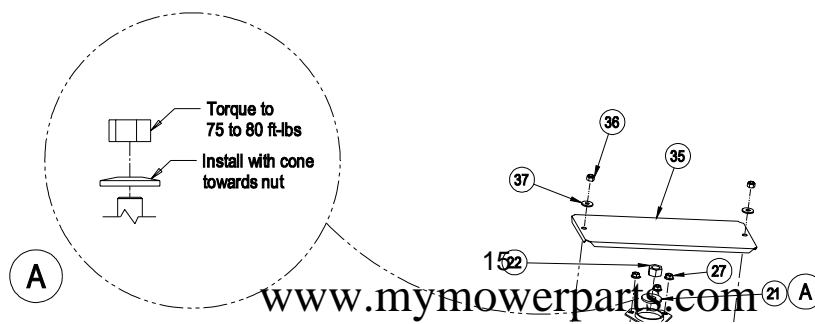 Torque to
75 to 80 ft-lbs
Install with cone
towards nut
A
36
35
37
15
22
27
21
A
www.mymowerparts.com